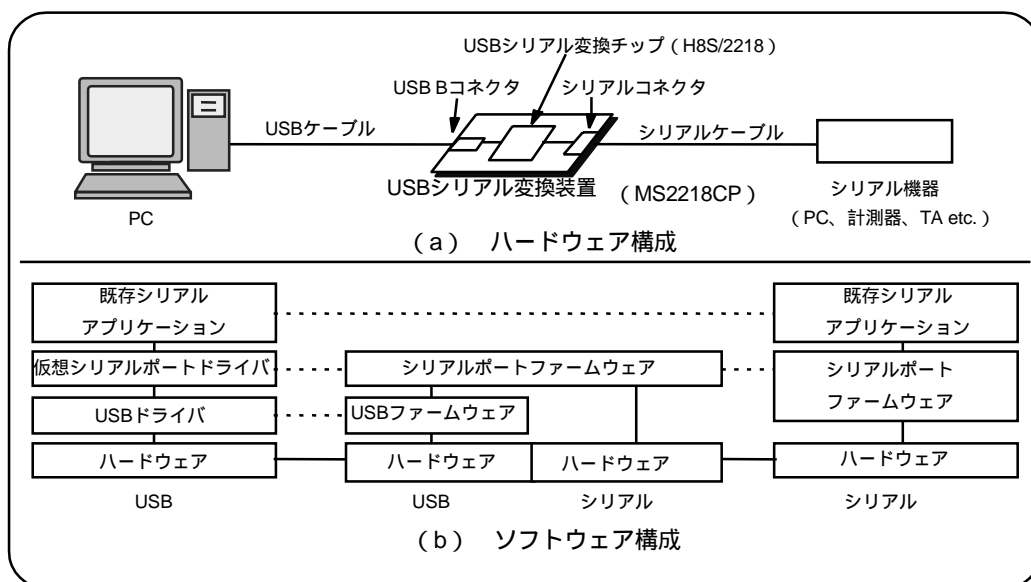 USBシリアル変換チップ（H8S/2218）
USB Bコネクタ
シリアルコネクタ
USBケーブル
シリアルケーブル
USBシリアル変換装置
（MS2218CP）
シリアル機器
PC
（PC、計測器、TA etc.）
（a）　ハードウェア構成
既存シリアル
アプリケーション
既存シリアル
アプリケーション
仮想シリアルポートドライバ
シリアルポートファームウェア
シリアルポート
ファームウェア
USBドライバ
USBファームウェア
ハードウェア
ハードウェア
ハードウェア
ハードウェア
USB
USB
シリアル
シリアル
（b）　ソフトウェア構成